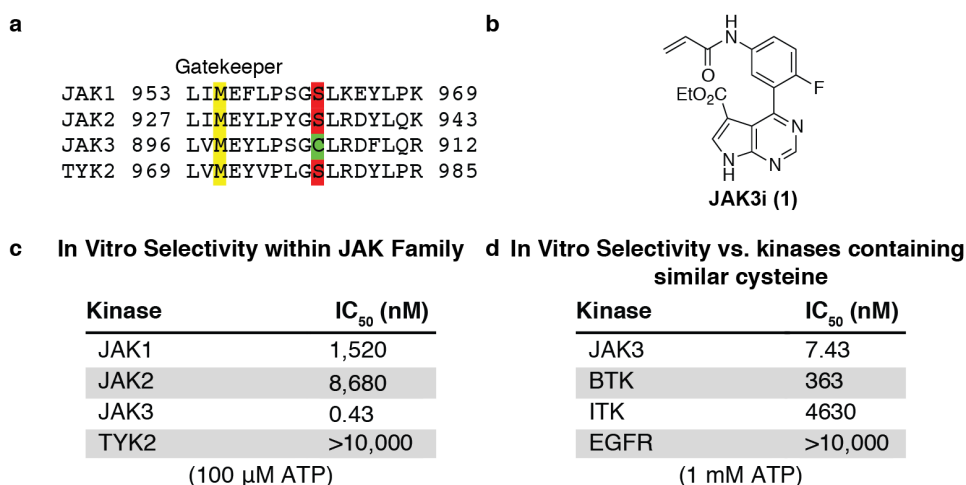 a
Gatekeeper
JAK1 953 LIMEFLPSGSLKEYLPK 969
JAK2 927 LIMEYLPYGSLRDYLQK 943
JAK3 896 LVMEYLPSGCLRDFLQR 912
TYK2 969 LVMEYVPLGSLRDYLPR 985
b
H
N
O
F
EtO₂C
N
N
N
H
JAK3i (1)
c In Vitro Selectivity within JAK Family
Kinase IC₅₀ (nM)
JAK1 1,520
JAK2 8,680
JAK3 0.43
TYK2 >10,000
(100 µM ATP)
d In Vitro Selectivity vs. kinases containing
similar cysteine
Kinase IC₅₀ (nM)
JAK3 7.43
BTK 363
ITK 4630
EGFR >10,000
(1 mM ATP)